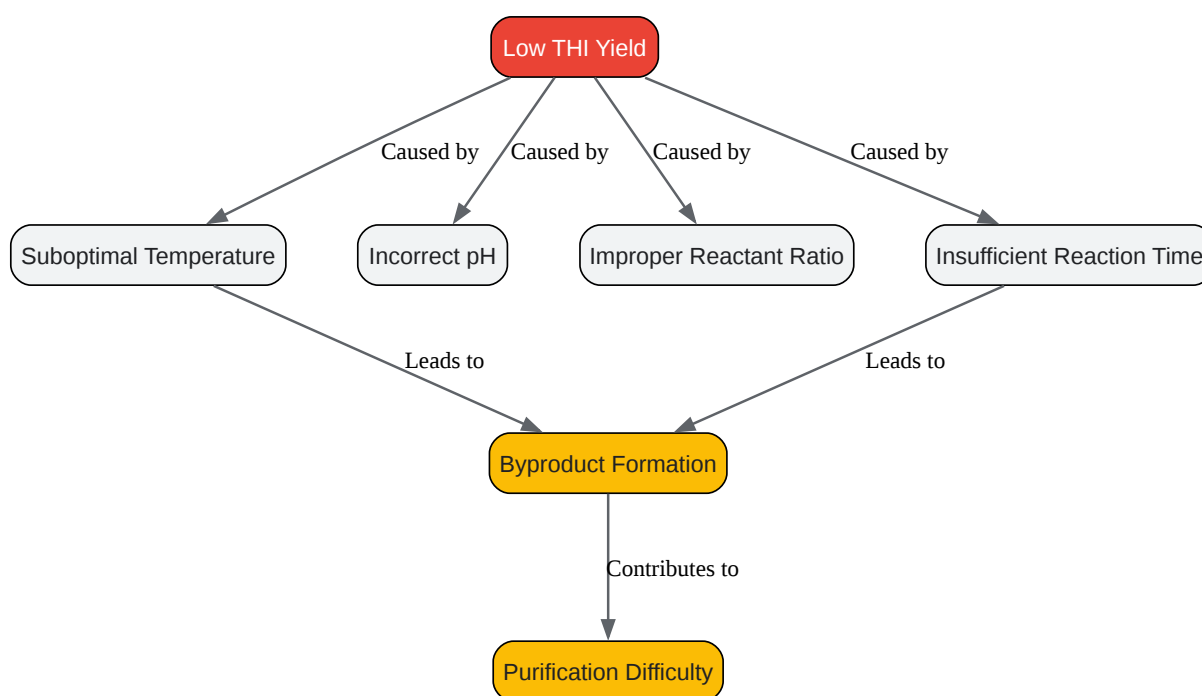 Low THI Yield
Caused by
Caused by
Caused by
Caused by
Suboptimal Temperature
Incorrect pH
Improper Reactant Ratio
Insufficient Reaction Time
Leads to
Leads to
Byproduct Formation
Contributes to
Purification Difficulty